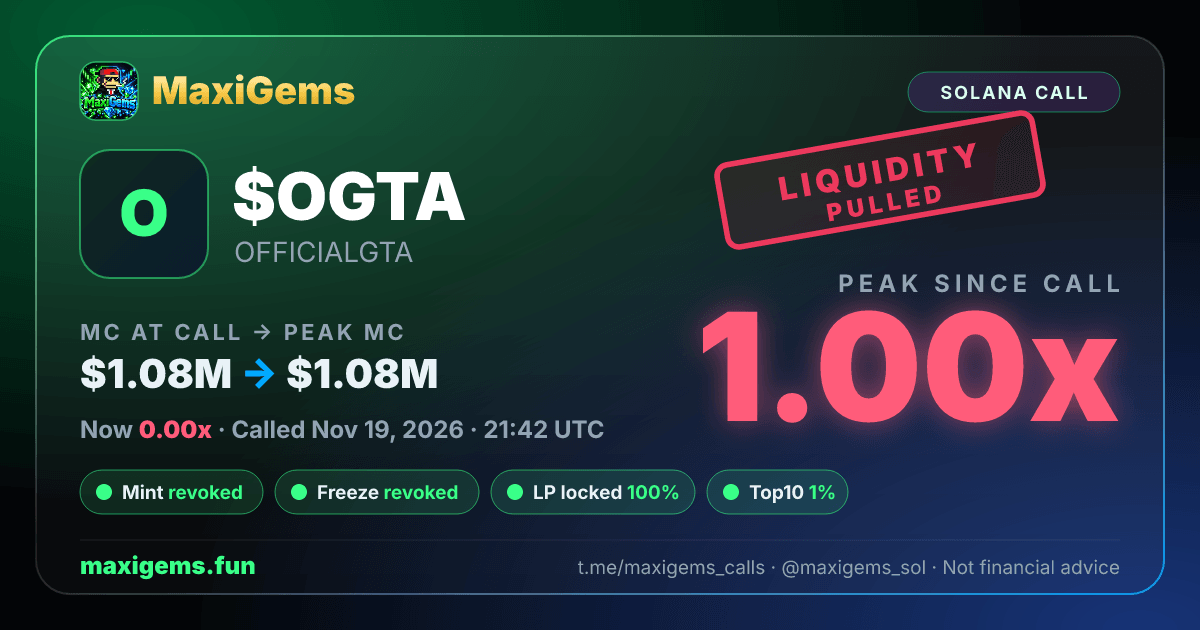 MaxiGems
MaxiGems
SOLANA CALL
LIQUIDITY
PULLED
O
$OGTA
OFFICIALGTA
PEAK SINCE CALL
1.00x
MC AT CALL → PEAK MC
$1.08M → $1.08M
Now 0.00x · Called Nov 19, 2026 · 21:42 UTC
Mint revoked
Freeze revoked
LP locked 100%
Top10 1%
maxigems.fun
t.me/maxigems_calls · @maxigems_sol · Not financial advice